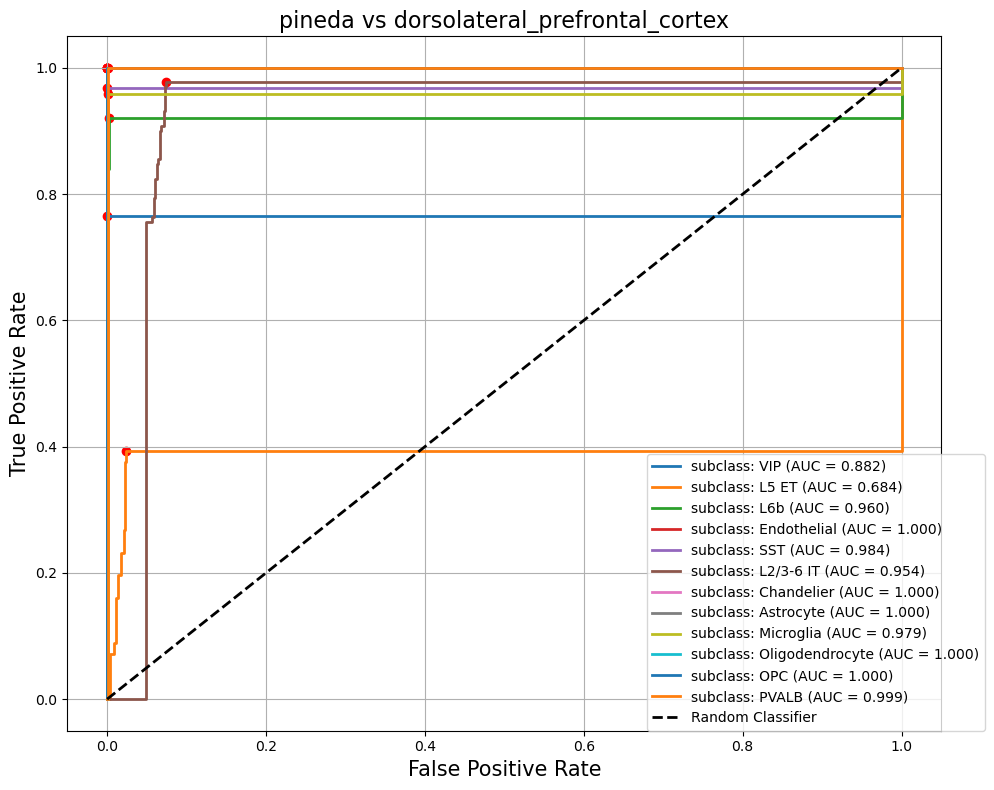 pineda vs dorsolateral_prefrontal_cortex
True Positive Rate
1.0
0.8
0.6
0.4
0.2
0.0
subclass: VIP (AUC = 0.882)
subclass: L5 ET (AUC = 0.684)
subclass: L6b (AUC = 0.960)
subclass: Endothelial (AUC = 1.000)
subclass: SST (AUC = 0.984)
subclass: L2/3-6 IT (AUC = 0.954)
subclass: Chandelier (AUC = 1.000)
subclass: Astrocyte (AUC = 1.000)
subclass: Microglia (AUC = 0.979)
subclass: Oligodendrocyte (AUC = 1.000)
subclass: OPC (AUC = 1.000)
subclass: PVALB (AUC = 0.999)
Random Classifier
0.0 0.2 0.4 0.6 0.8 1.0
False Positive Rate